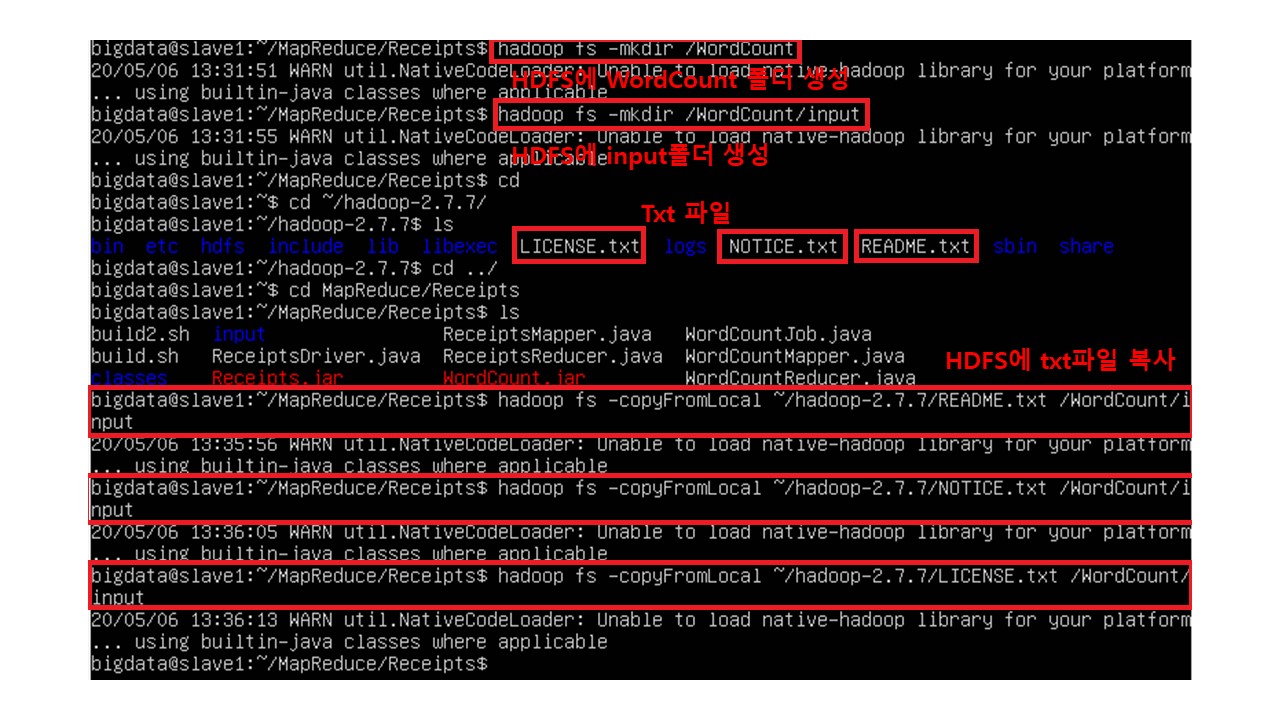 bigdata@slave1:~/MapReduce/Receipts$ hadoop fs -mkdir /WordCount
20/05/06 13:31:51 WARN util.NativeCodeLoader: Unable to load native-hadoop library for your platform
... using builtin-java classes where applicable
HDFS에 WordCount 폴더 생성
bigdata@slave1:~/MapReduce/Receipts$ hadoop fs -mkdir /WordCount/input
20/05/06 13:31:55 WARN util.NativeCodeLoader: Unable to load native-hadoop library for your platform
... using builtin-java classes where applicable
HDFS에 input폴더 생성
bigdata@slave1:~/MapReduce/Receipts$ cd
bigdata@slave1:~$ cd ~/hadoop-2.7.7/
Txt 파일
bigdata@slave1:~/hadoop-2.7.7$ ls
bin etc hdfs include lib libexec LICENSE.txt logs NOTICE.txt README.txt sbin share
bigdata@slave1:~/hadoop-2.7.7$ cd ../
bigdata@slave1:~$ cd MapReduce/Receipts
bigdata@slave1:~/MapReduce/Receipts$ ls
build2.sh input ReceiptsMapper.java WordCountJob.java
build.sh ReceiptsDriver.java ReceiptsReducer.java WordCountMapper.java
HDFS에 txt파일 복사
classes Receipts.jar WordCount.jar WordCountReducer.java
bigdata@slave1:~/MapReduce/Receipts$ hadoop fs -copyFromLocal ~/hadoop-2.7.7/README.txt /WordCount/i
nput
20/05/06 13:35:56 WARN util.NativeCodeLoader: Unable to load native-hadoop library for your platform
... using builtin-java classes where applicable
bigdata@slave1:~/MapReduce/Receipts$ hadoop fs -copyFromLocal ~/hadoop-2.7.7/NOTICE.txt /WordCount/i
nput
20/05/06 13:36:05 WARN util.NativeCodeLoader: Unable to load native-hadoop library for your platform
... using builtin-java classes where applicable
bigdata@slave1:~/MapReduce/Receipts$ hadoop fs -copyFromLocal ~/hadoop-2.7.7/LICENSE.txt /WordCount/
input
20/05/06 13:36:13 WARN util.NativeCodeLoader: Unable to load native-hadoop library for your platform
... using builtin-java classes where applicable
bigdata@slave1:~/MapReduce/Receipts$